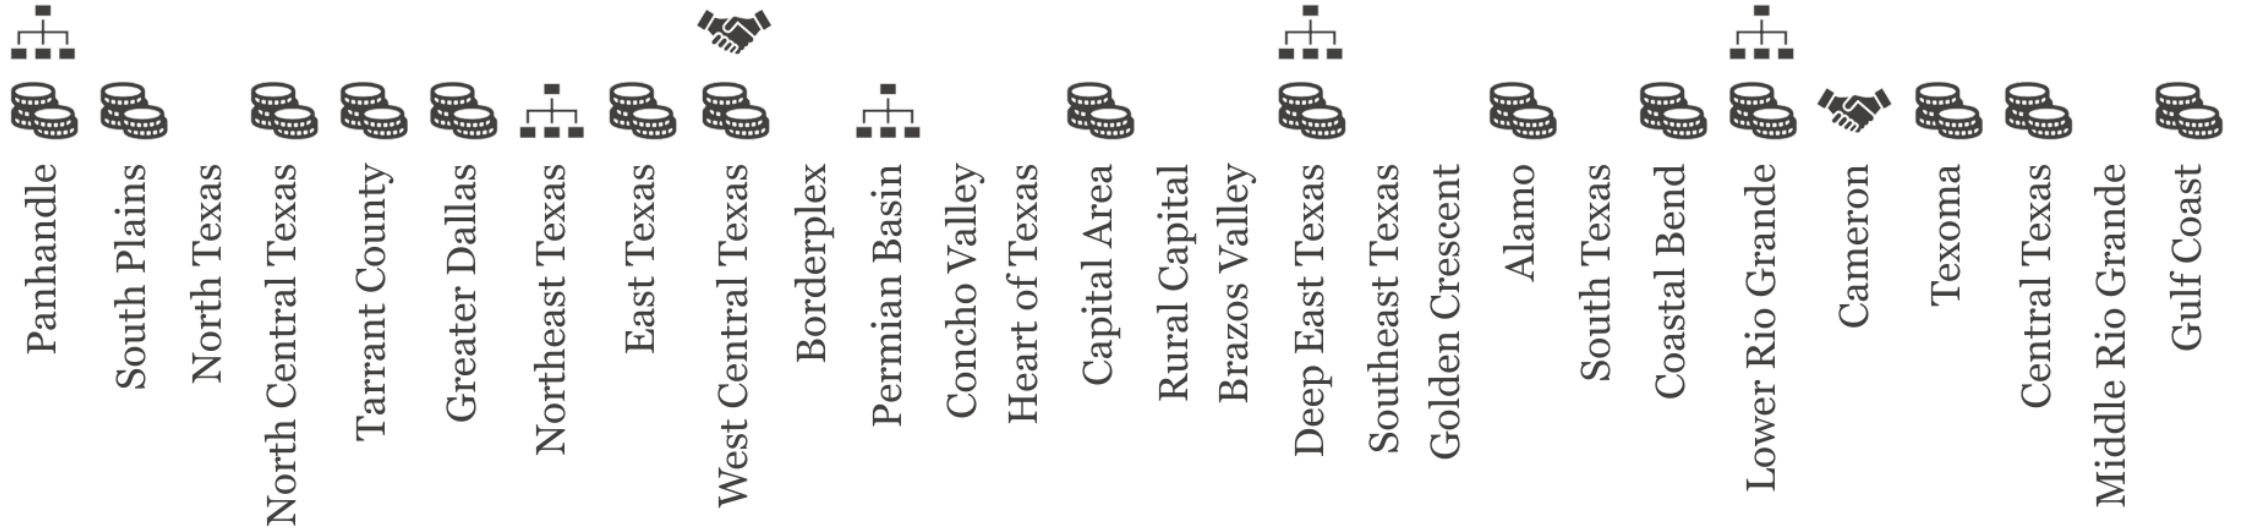 Panhandle
South Plains
North Texas
North Central Texas
Tarrant County
Greater Dallas
Northeast Texas
East Texas
West Central Texas
Borderplex
Permian Basin
Concho Valley
Heart of Texas
Capital Area
Rural Capital
Brazos Valley
Deep East Texas
Southeast Texas
Golden Crescent
Alamo
South Texas
Coastal Bend
Lower Rio Grande
Cameron
Texoma
Central Texas
Middle Rio Grande
Gulf Coast